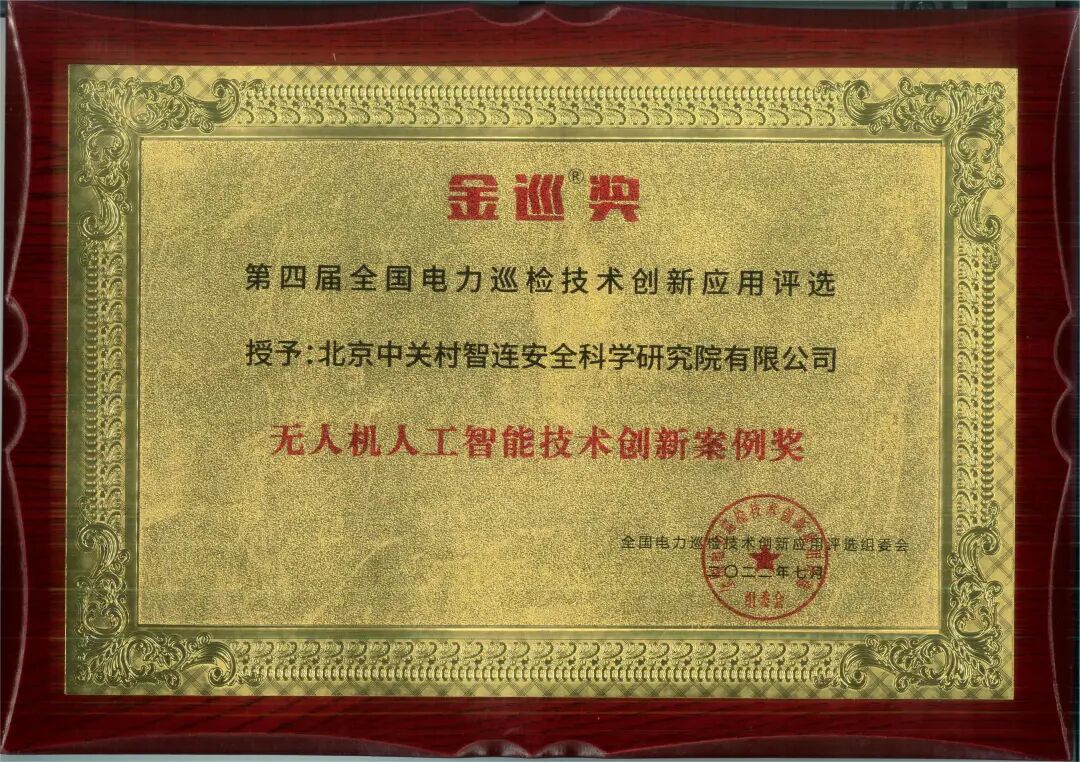 金巡®奖
第四届全国电力巡检技术创新应用评选
授予:北京中关村智连安全科学研究院有限公司
无人机人工智能技术创新案例奖
全国电力巡检技术创新应用评选组委会
二〇二二年七月
组委会